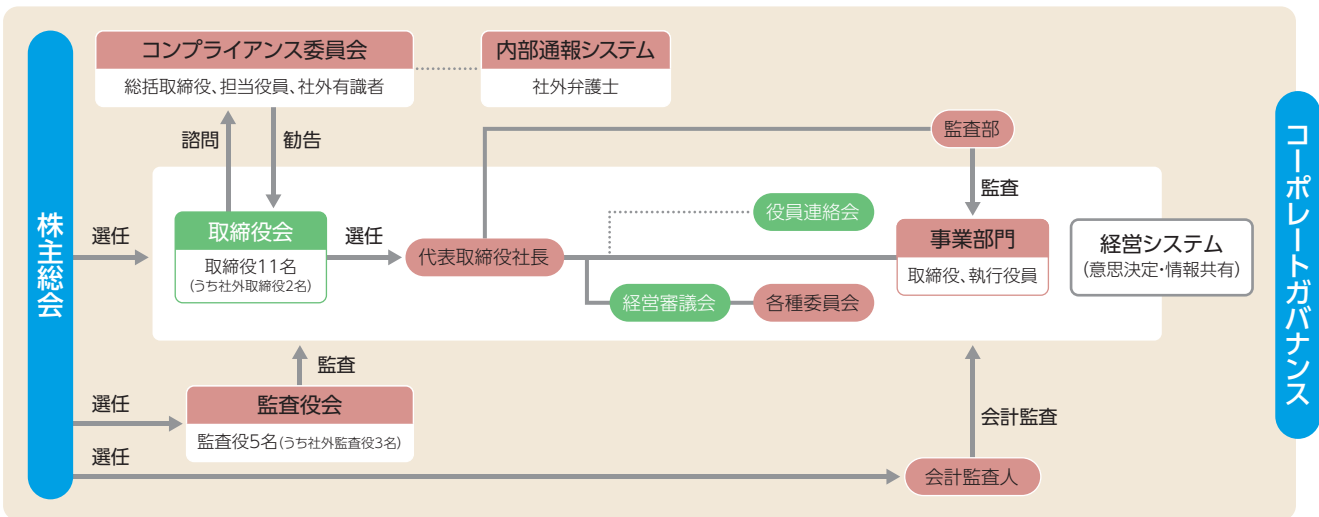 コンプライアンス委員会
総括取締役、担当役員、社外有識者
内部通報システム
社外弁護士
諮問
勧告
監査部
監査
株主総会
選任
取締役会
取締役11名
(うち社外取締役2名)
選任
代表取締役社長
役員連絡会
経営審議会
各種委員会
事業部門
取締役、執行役員
経営システム
(意思決定・情報共有)
コーポレートガバナンス
監査
選任
監査役会
監査役5名(うち社外監査役3名)
会計監査
選任
会計監査人